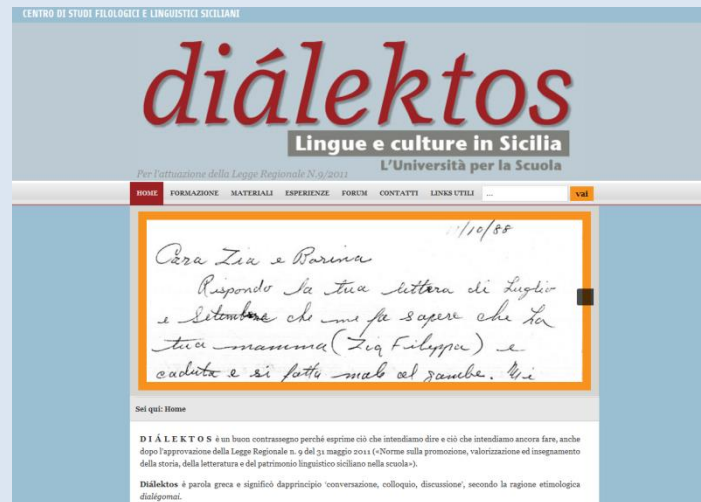 CENTRO DI STUDI FILOLOGICI E LINGUISTICI SICILIANI
diálektos
Lingue e culture in Sicilia
L'Università per la Scuola
Per l'attuazione della Legge Regionale N.9/2011
HOME FORMAZIONE MATERIALI ESPERIENZE FORUM CONTATTI LINKS UTILI ... vai
/10/88
Cara Zia e Barina
Rispondo la tua lettera di Luglio
e Setembre che me fa sapere che La
tua mamma (Zia Filippa) e
caduta e si fattu male al gambe. Mi
Sei qui: Home
DIÁLEKTOS è un buon contrassegno perché esprime ciò che intendiamo dire e ciò che intendiamo ancora fare, anche
dopo l'approvazione della Legge Regionale n. 9 del 31 maggio 2011 («Norme sulla promozione, valorizzazione ed insegnamento
della storia, della letteratura e del patrimonio linguistico siciliano nella scuola»).
Diálektos è parola greca e significò dapprincipio 'conversazione, colloquio, discussione', secondo la ragione etimologica
dialégomai.